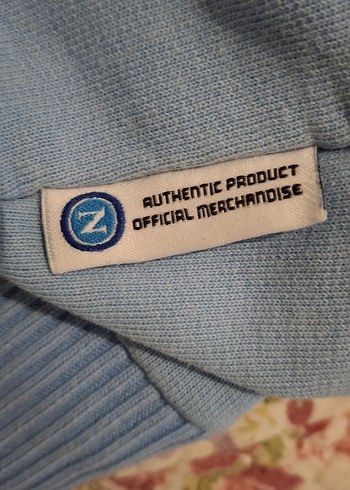 N
AUTHENTIC PRODUCT
OFFICIAL MERCHANDISE